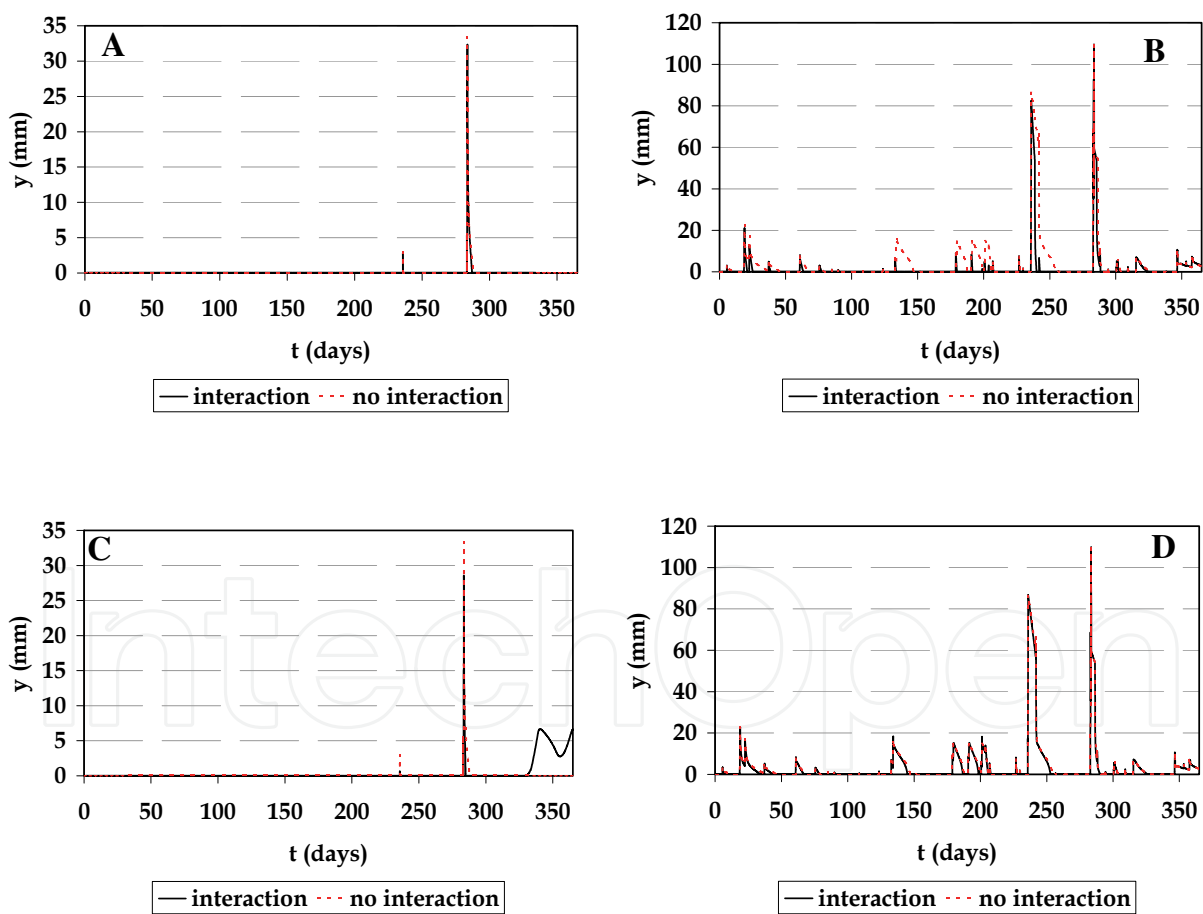 A
35
30
25
20
15
10
5
0
y (mm)
0 50 100 150 200 250 300 350
t (days)
interaction no interaction
B
120
100
80
60
40
20
0
y (mm)
0 50 100 150 200 250 300 350
t (days)
interaction no interaction
C
35
30
25
20
15
10
5
0
y (mm)
0 50 100 150 200 250 300 350
t (days)
interaction no interaction
D
120
100
80
60
40
20
0
y (mm)
0 50 100 150 200 250 300 350
t (days)
interaction no interaction
IntechOpen